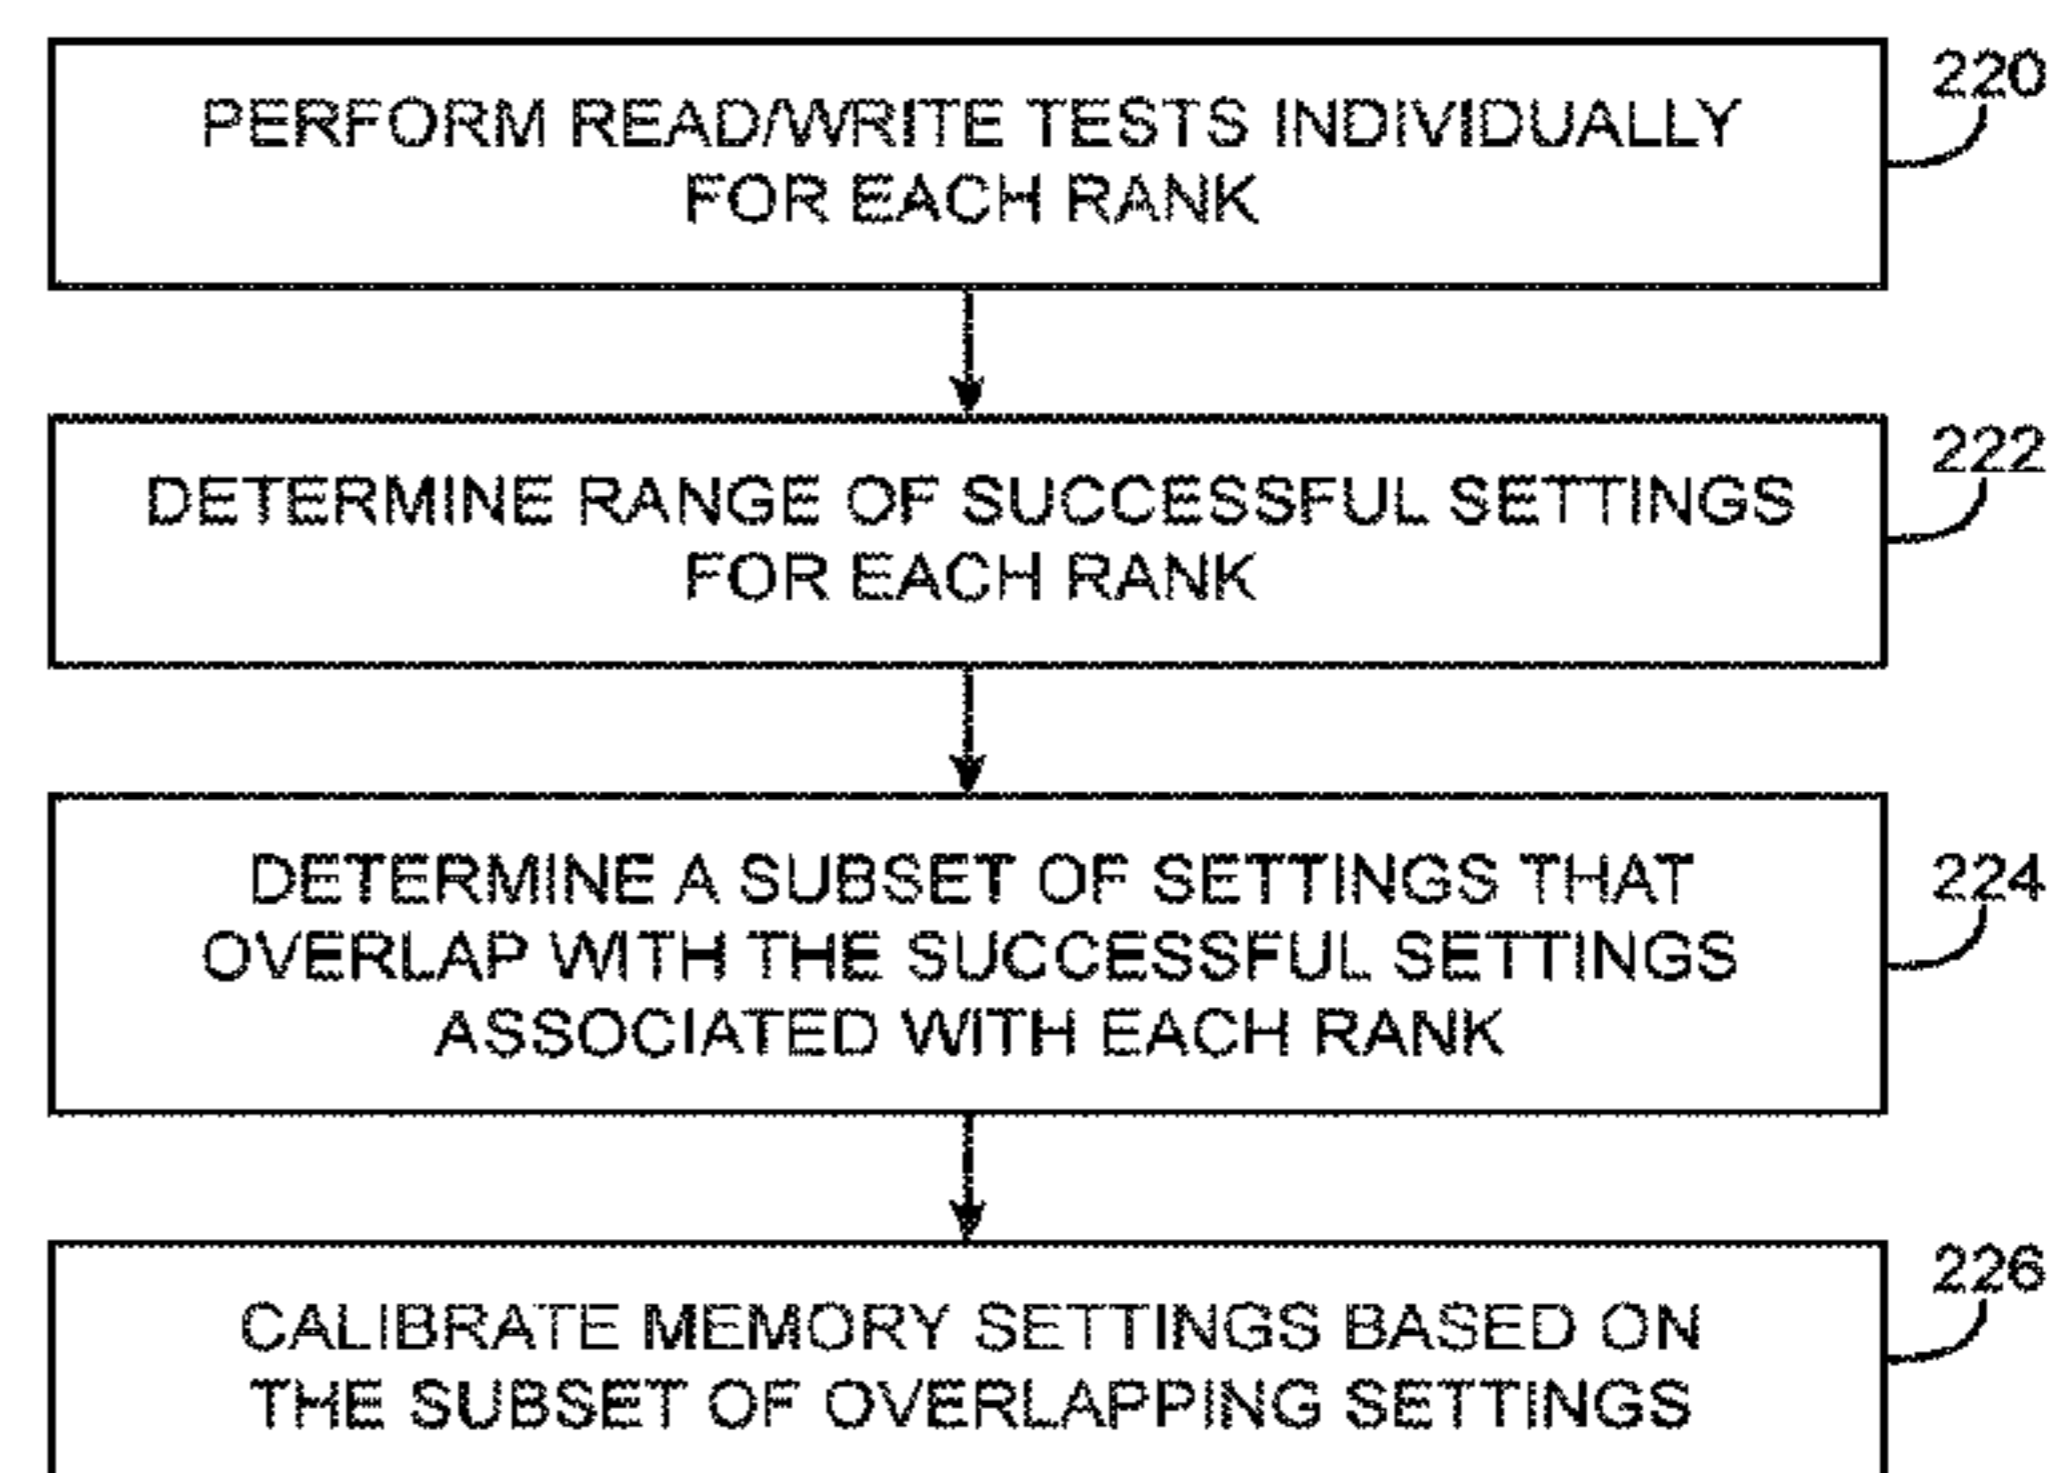 220
PERFORM READ/WRITE TESTS INDIVIDUALLY
FOR EACH RANK
222
DETERMINE RANGE OF SUCCESSFUL SETTINGS
FOR EACH RANK
224
DETERMINE A SUBSET OF SETTINGS THAT
OVERLAP WITH THE SUCCESSFUL SETTINGS
ASSOCIATED WITH EACH RANK
226
CALIBRATE MEMORY SETTINGS BASED ON
THE SUBSET OF OVERLAPPING SETTINGS